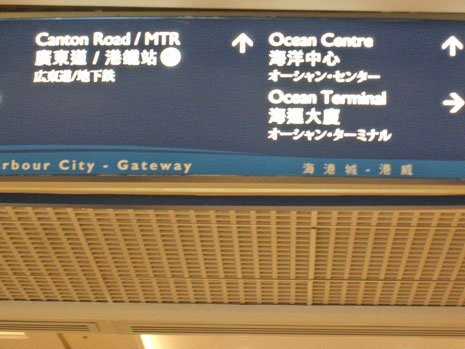 Canton Road / MTR
廣東道 / 港鐵站
広東道/地下鉄
Ocean Centre
海洋中心
オーシャン・センター
Ocean Terminal
海運大廈
オーシャン・ターミナル
rbour City - Gateway
海港城 - 港威